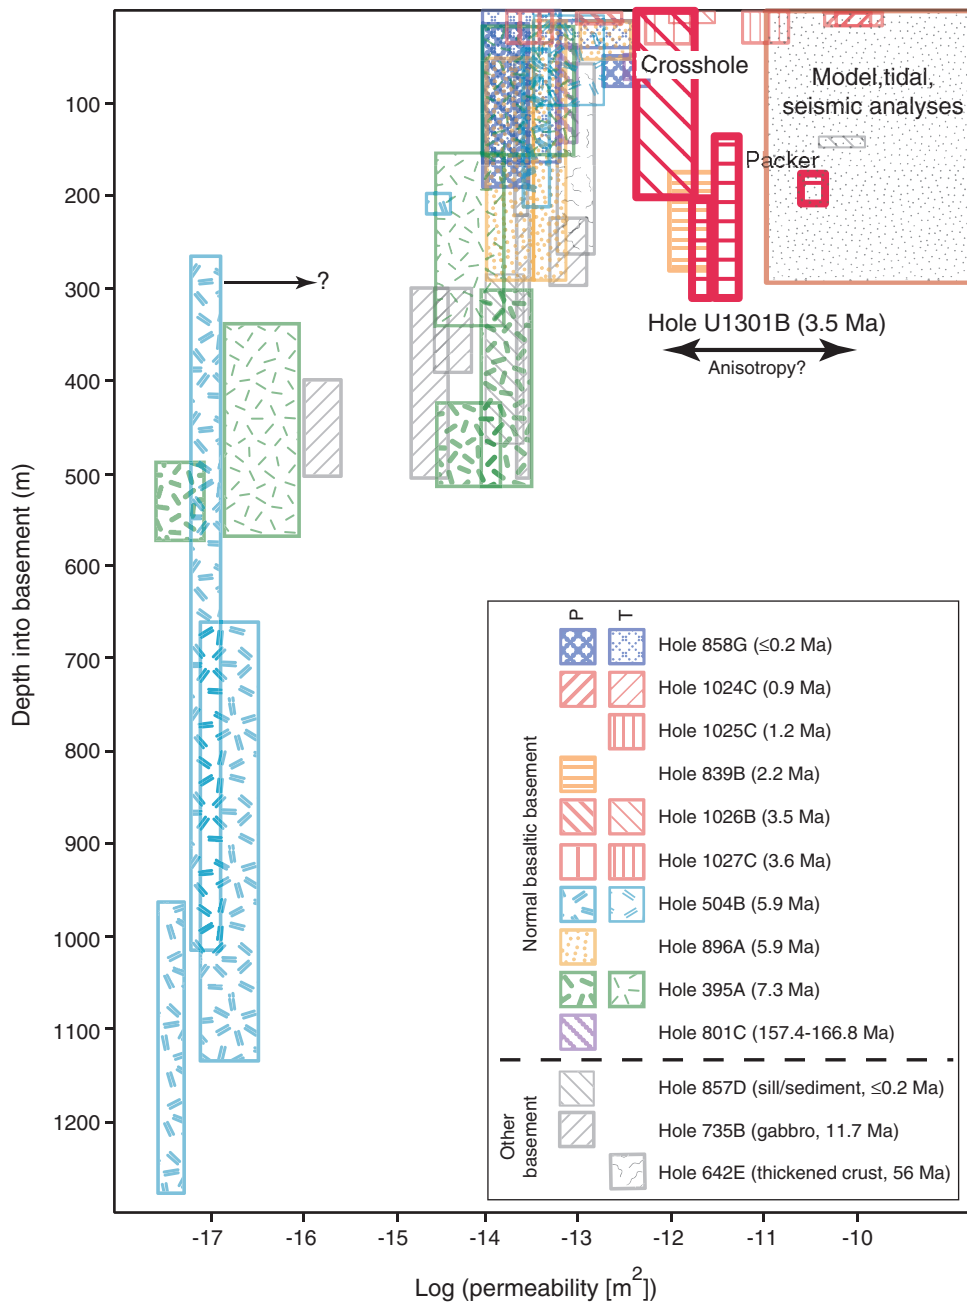 Crosshole
Model,tidal,
seismic analyses
Packer
?
Hole U1301B (3.5 Ma)
Anisotropy?
100
200
300
400
500
600
700
800
900
1000
1100
1200
Depth into basement (m)
P T
Normal basaltic basement
Hole 858G (≤0.2 Ma)
Hole 1024C (0.9 Ma)
Hole 1025C (1.2 Ma)
Hole 839B (2.2 Ma)
Hole 1026B (3.5 Ma)
Hole 1027C (3.6 Ma)
Hole 504B (5.9 Ma)
Hole 896A (5.9 Ma)
Hole 395A (7.3 Ma)
Hole 801C (157.4-166.8 Ma)
Other
basement
Hole 857D (sill/sediment, ≤0.2 Ma)
Hole 735B (gabbro, 11.7 Ma)
Hole 642E (thickened crust, 56 Ma)
-17 -16 -15 -14 -13 -12 -11 -10
Log (permeability [m²])